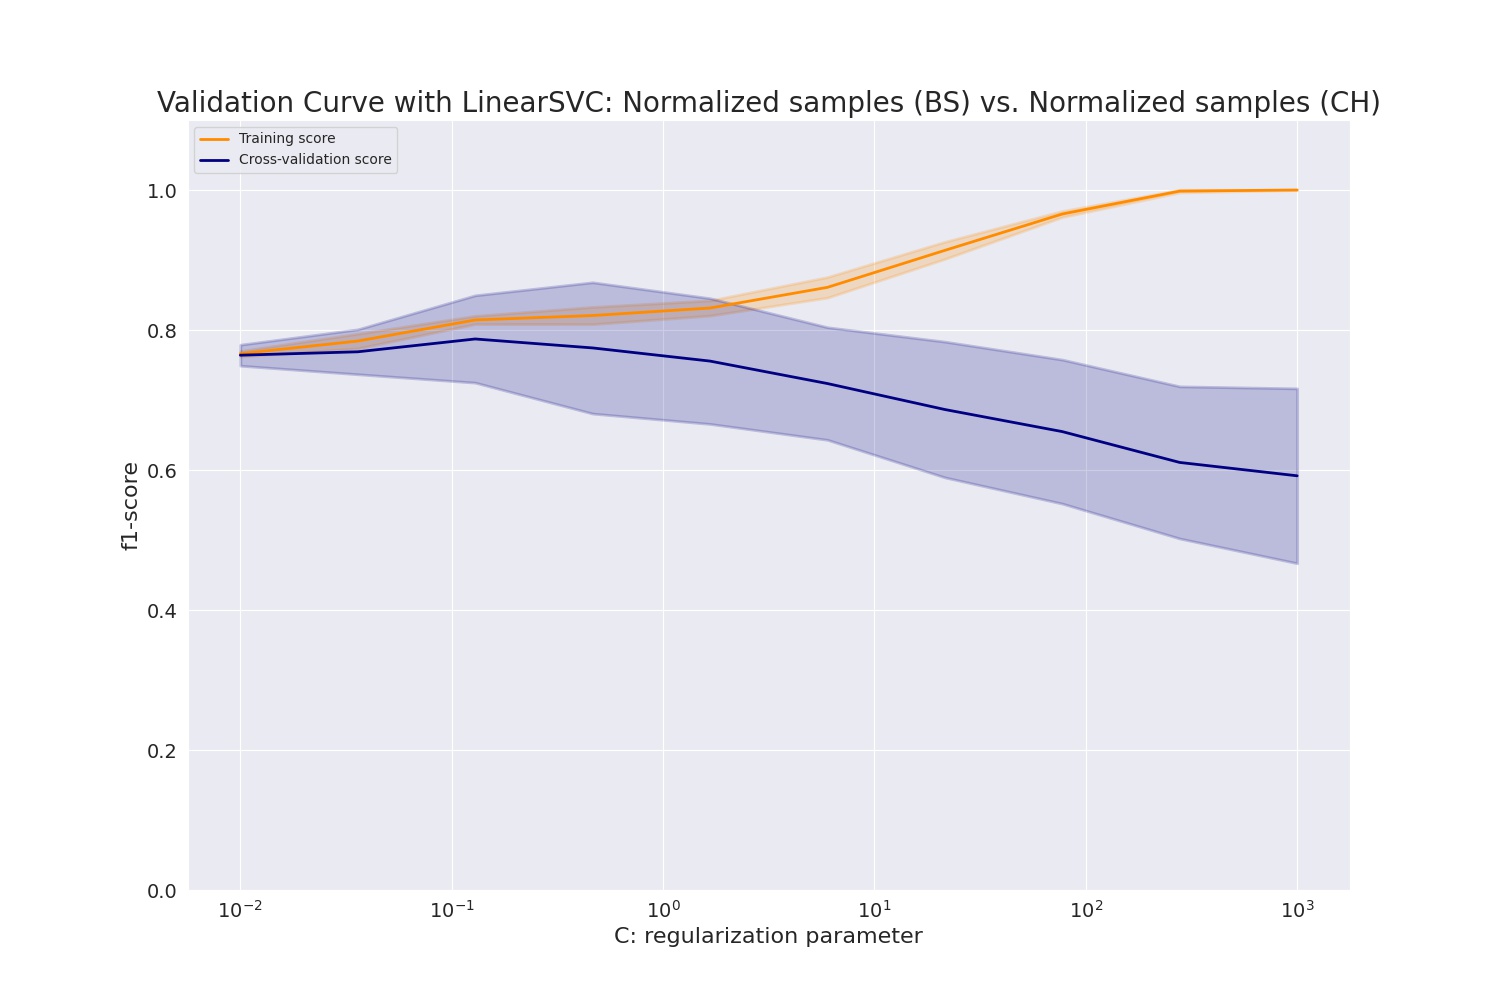 Validation Curve with LinearSVC: Normalized samples (BS) vs. Normalized samples (CH)
Training score
Cross-validation score
1.0
0.8
0.6
0.4
0.2
0.0
f1-score
10⁻² 10⁻¹ 10⁰ 10¹ 10² 10³
C: regularization parameter